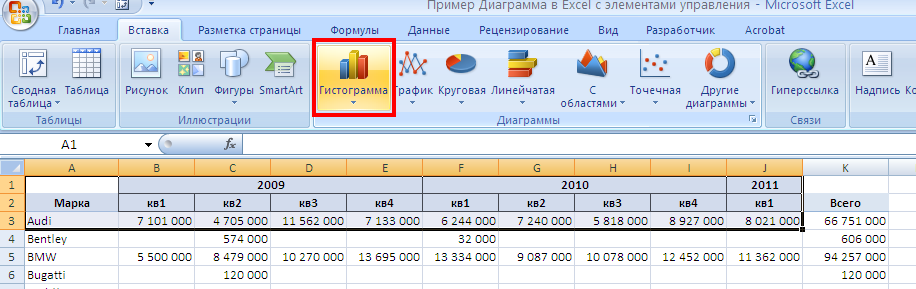 Пример Диаграмма в Excel с элементами управления - Microsoft Excel
Главная Вставка Разметка страницы Формулы Данные Рецензирование Вид Разработчик Acrobat
Сводная таблица Таблица Рисунок Клип Фигуры SmartArt Гистограмма График Круговая Линейчатая С областями Точечная Другие диаграммы Гиперссылка Надпись
Таблицы Иллюстрации Диаграммы Связи
A1 fx
A B C D E F G H I J K
1 2009 2010 2011
2 Марка кв1 кв2 кв3 кв4 кв1 кв2 кв3 кв4 кв1 Всего
3 Audi 7 101 000 4 705 000 11 562 000 7 133 000 6 244 000 7 240 000 5 818 000 8 927 000 8 021 000 66 751 000
4 Bentley 574 000 32 000 606 000
5 BMW 5 500 000 8 479 000 10 270 000 13 695 000 13 334 000 9 087 000 10 078 000 12 452 000 11 362 000 94 257 000
6 Bugatti 120 000 120 000